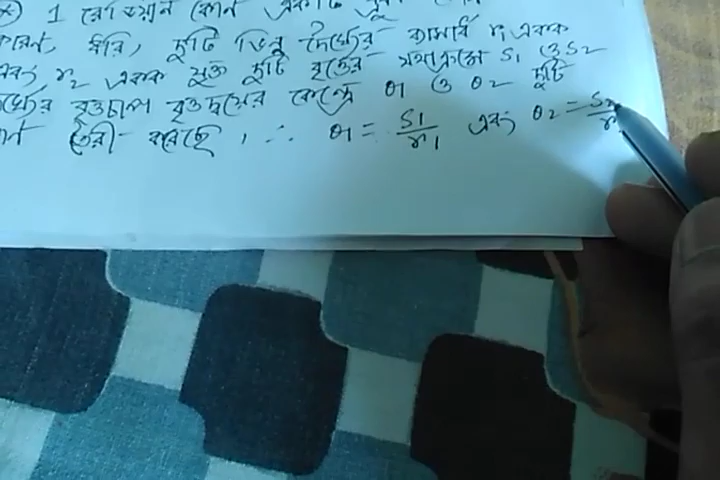 1 রেডিয়ান কোণ একটি
কারণ, ধরি, দুটি ভিন্ন দৈর্ঘ্যের ব্যাসার্ধ r₁ একক
এবং r₂ একক যুক্ত দুটি বৃত্তের যথাক্রমে S₁ ও S₂
দৈর্ঘ্যের বৃত্তচাপ বৃত্তদ্বয়ের কেন্দ্রে θ₁ ও θ₂ দুটি
তৈরী করেছে, ∴ θ₁ = S₁/r₁ এবং θ₂ =